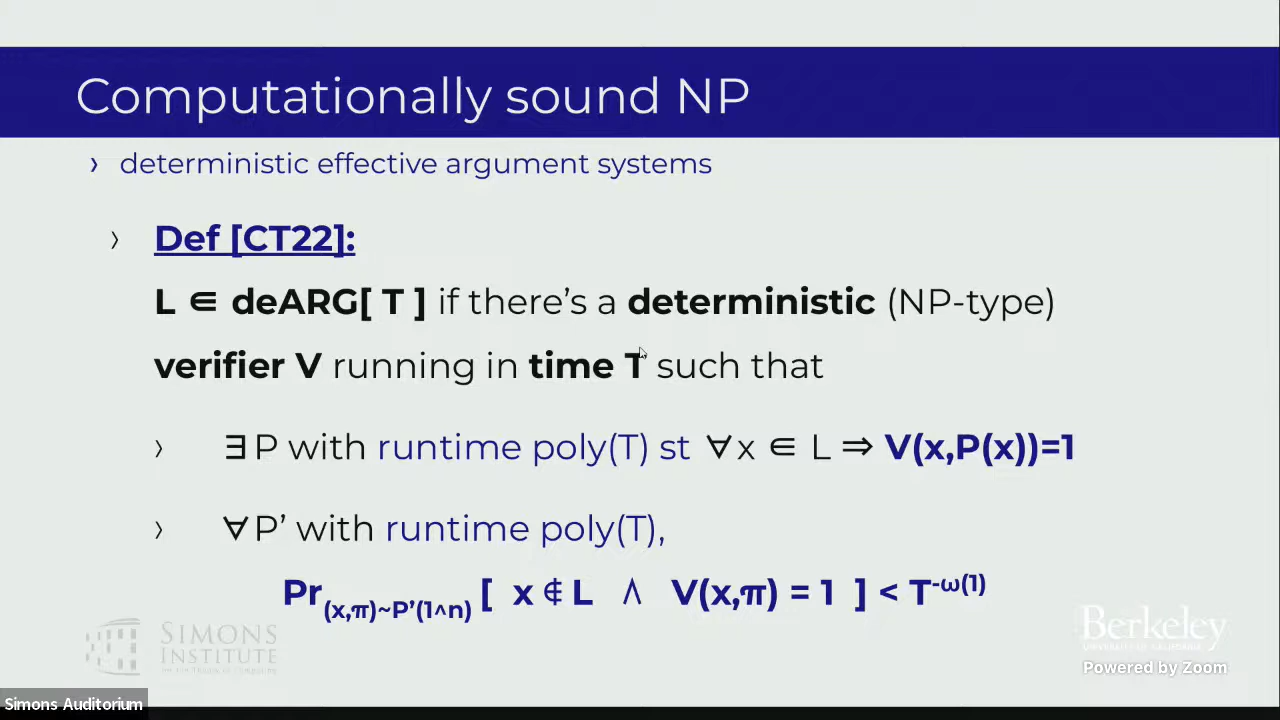 Computationally sound NP
› deterministic effective argument systems
› Def [CT22]:
L ∈ deARG[ T ] if there’s a deterministic (NP-type)
verifier V running in time T such that
› ∃ P with runtime poly(T) st ∀x ∈ L ⇒ V(x,P(x))=1
› ∀P’ with runtime poly(T),
Pr(x,π)~P’(1^n) [ x ∉ L ∧ V(x,π) = 1 ] < T^-ω(1)
SIMONS
INSTITUTE
Berkeley
Powered by Zoom
Simons Auditorium